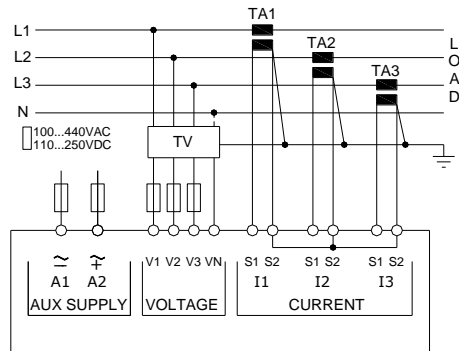 TA1
L1
L2
TA2
L3
TA3
N
L
O
A
D
100...440VAC
110...250VDC
TV
V1 V2 V3 VN
S1 S2 S1 S2 S1 S2
A1 A2
I1 I2 I3
AUX SUPPLY VOLTAGE CURRENT